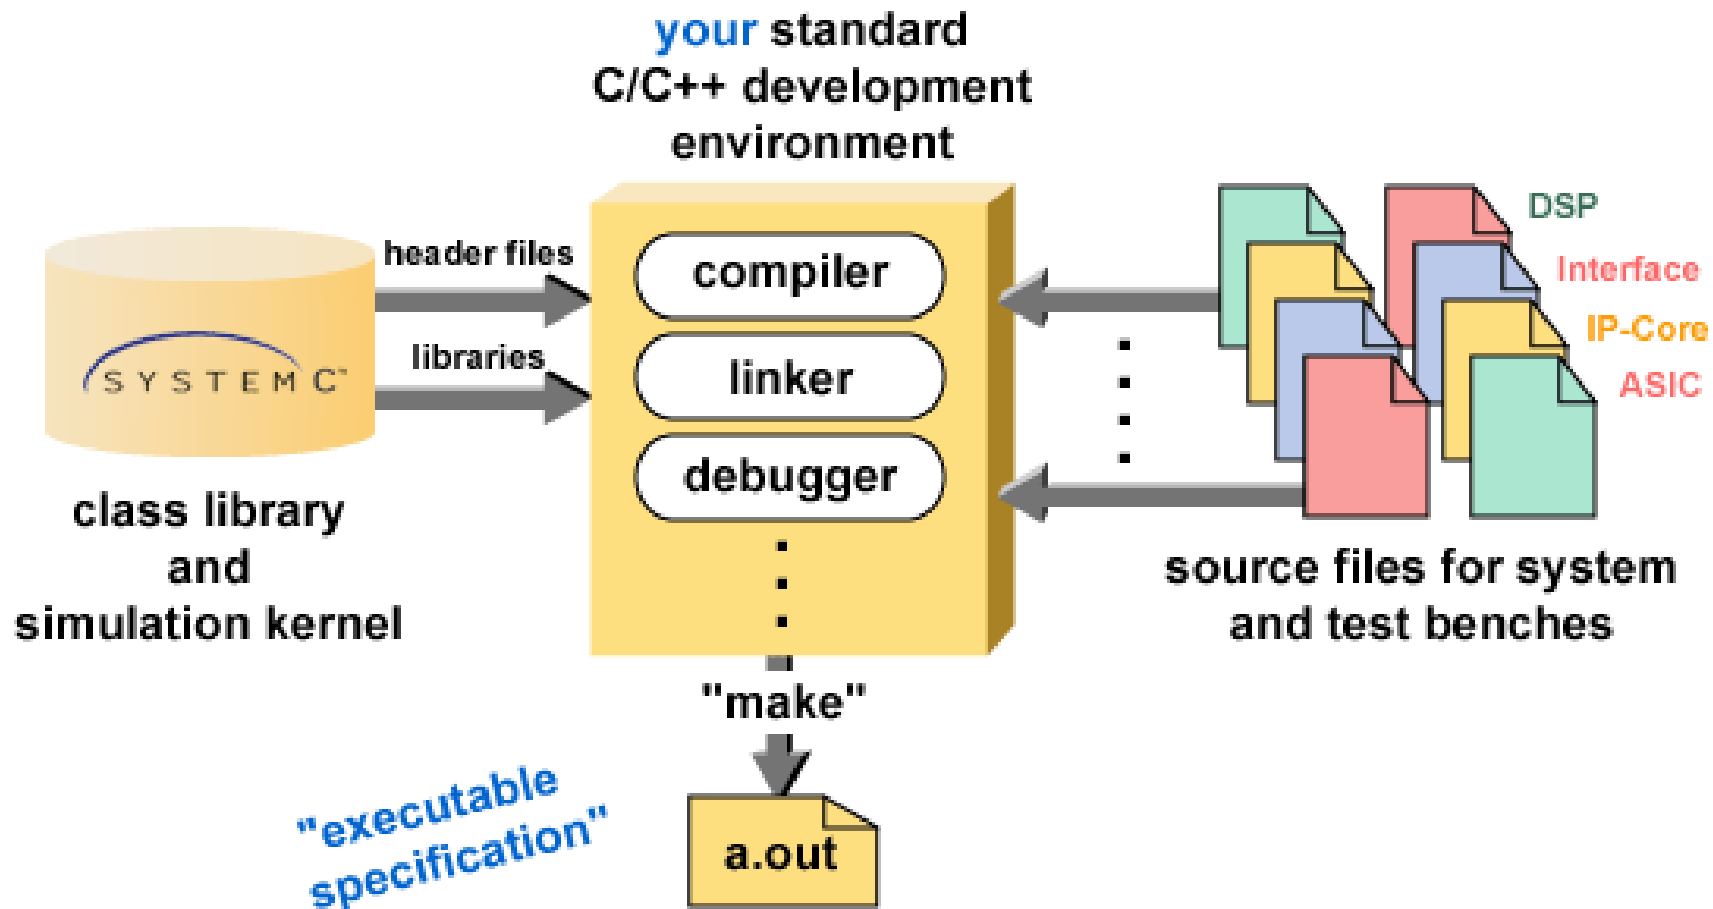 your standard
C/C++ development
environment
header files
libraries
SYSTEMC™
class library
and
simulation kernel
compiler
linker
debugger
DSP
Interface
IP-Core
ASIC
source files for system
and test benches
"make"
"executable
specification"
a.out